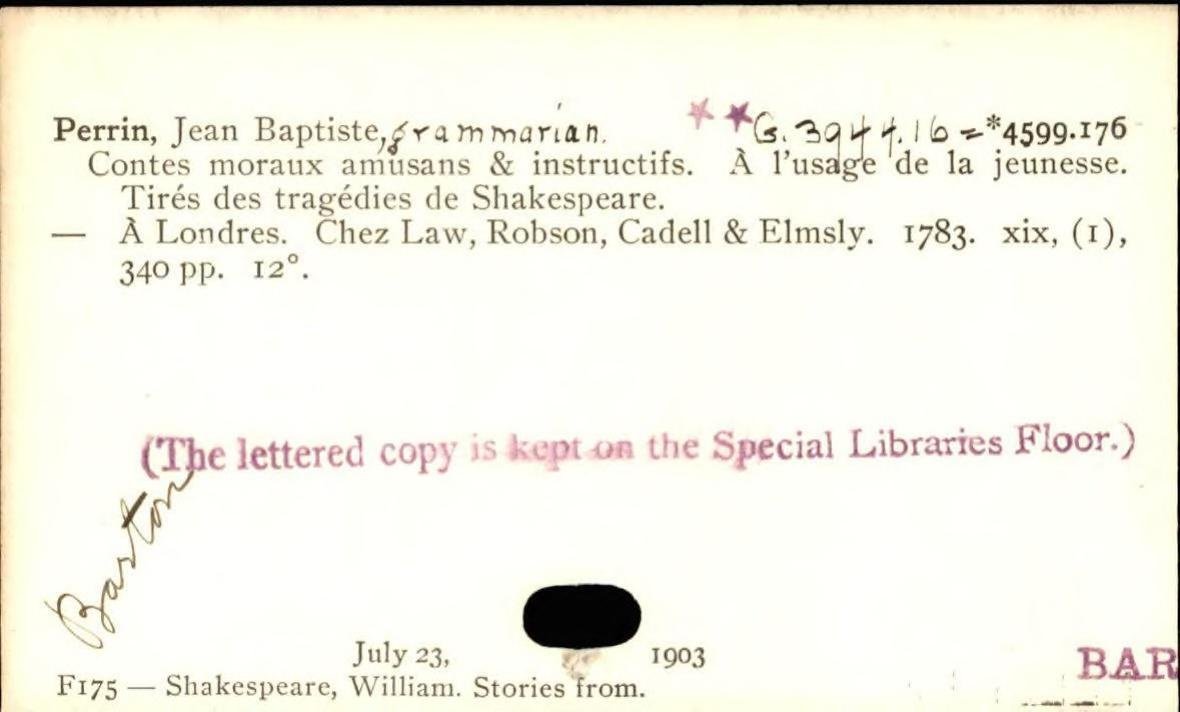 Perrin, Jean Baptiste, grammarian. **G.3944.16=*4599.176
Contes moraux amusans & instructifs. À l'usage de la jeunesse.
Tirés des tragédies de Shakespeare.
— À Londres. Chez Law, Robson, Cadell & Elmsly. 1783. xix, (1),
340 pp. 12°.
(The lettered copy is kept on the Special Libraries Floor.)
Barton
July 23, 1903
BAR
F175 — Shakespeare, William. Stories from.